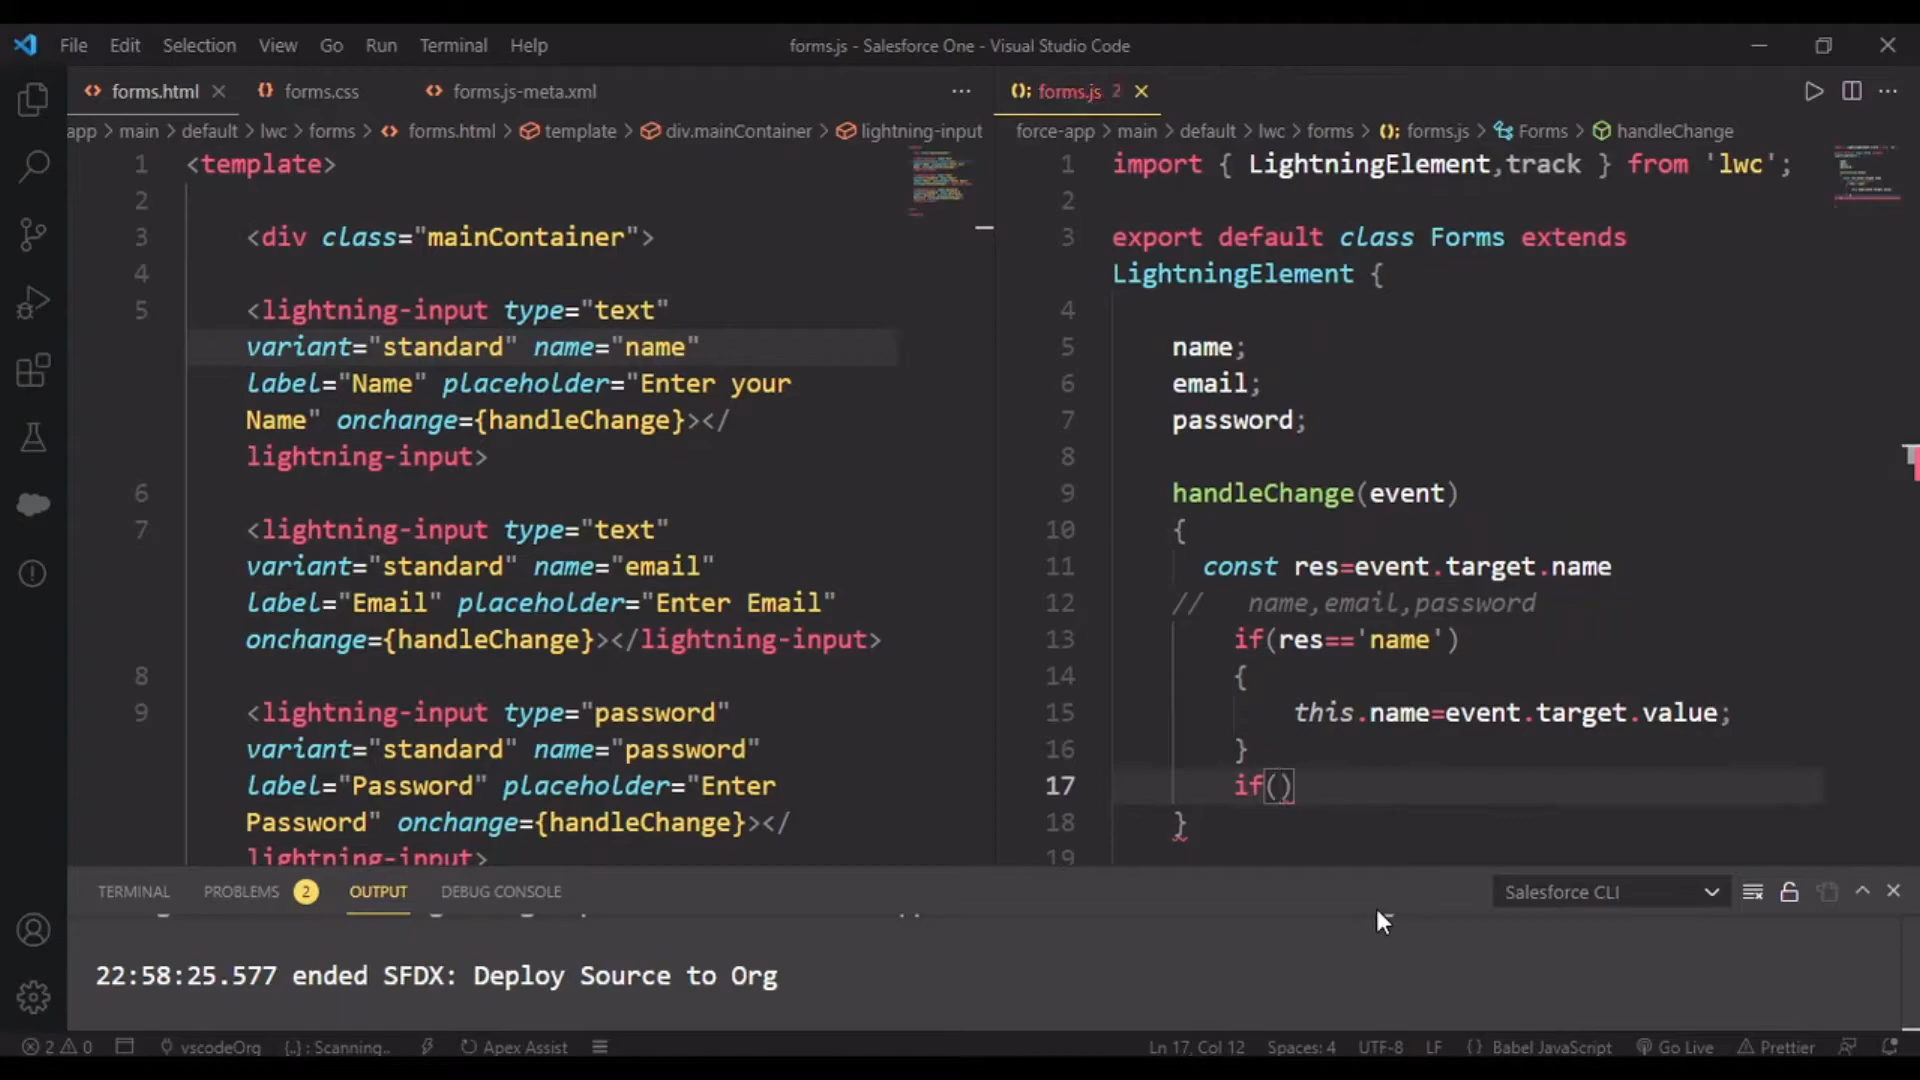 File Edit Selection View Go Run Terminal Help
forms.js - Salesforce One - Visual Studio Code
forms.html
forms.css
forms.js-meta.xml
app > main > default > lwc > forms > forms.html > template > div.mainContainer > lightning-input
1 <template>
2
3 <div class="mainContainer">
4
5 <lightning-input type="text"
variant="standard" name="name"
label="Name" placeholder="Enter your
Name" onchange={handleChange}></
lightning-input>
6
7 <lightning-input type="text"
variant="standard" name="email"
label="Email" placeholder="Enter Email"
onchange={handleChange}></lightning-input>
8
9 <lightning-input type="password"
variant="standard" name="password"
label="Password" placeholder="Enter
Password" onchange={handleChange}></
lightning-input>
forms.js 2
force-app > main > default > lwc > forms > forms.js > Forms > handleChange
1 import { LightningElement,track } from 'lwc';
2
3 export default class Forms extends
LightningElement {
4
5 name;
6 email;
7 password;
8
9 handleChange(event)
10 {
11 const res=event.target.name
12 // name,email,password
13 if(res=='name')
14 {
15 this.name=event.target.value;
16 }
17 if()
18 }
19
TERMINAL PROBLEMS 2 OUTPUT DEBUG CONSOLE
Salesforce CLI
22:58:25.577 ended SFDX: Deploy Source to Org
2 0 vscodeOrg {..} : Scanning.. Apex Assist
Ln 17, Col 12 Spaces: 4 UTF-8 LF { } Babel JavaScript Go Live Prettier